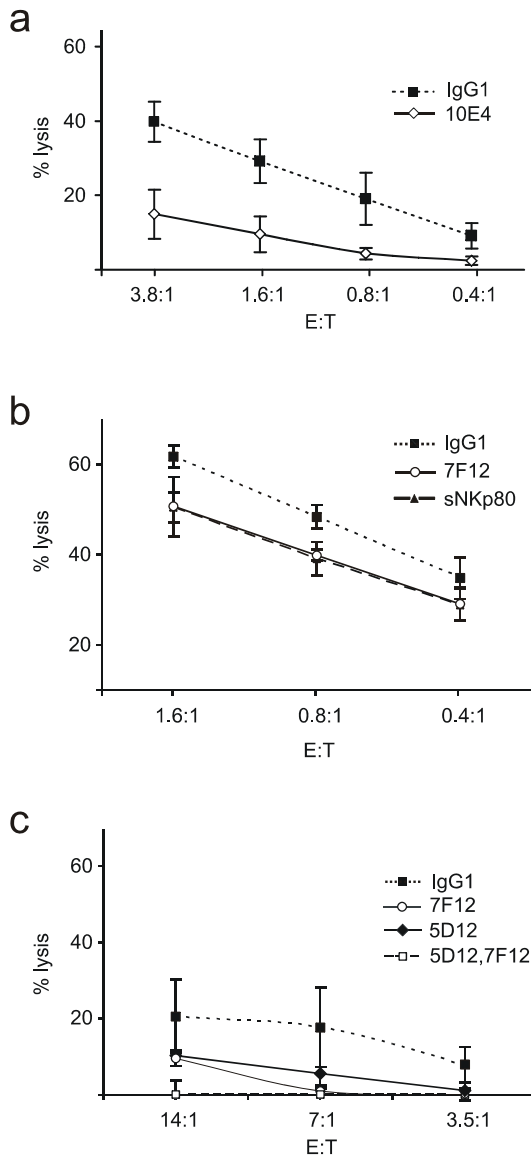 a
60
40
20
% lysis
IgG1
10E4
3.8:1
1.6:1
0.8:1
0.4:1
E:T
b
60
40
20
% lysis
IgG1
7F12
sNKp80
1.6:1
0.8:1
0.4:1
E:T
c
60
40
20
% lysis
IgG1
7F12
5D12
5D12,7F12
14:1
7:1
3.5:1
E:T